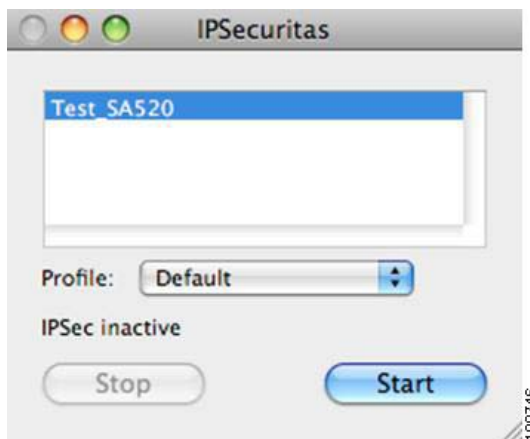 IPSecuritas
Test_SA520
Profile: Default
IPSec inactive
Stop Start